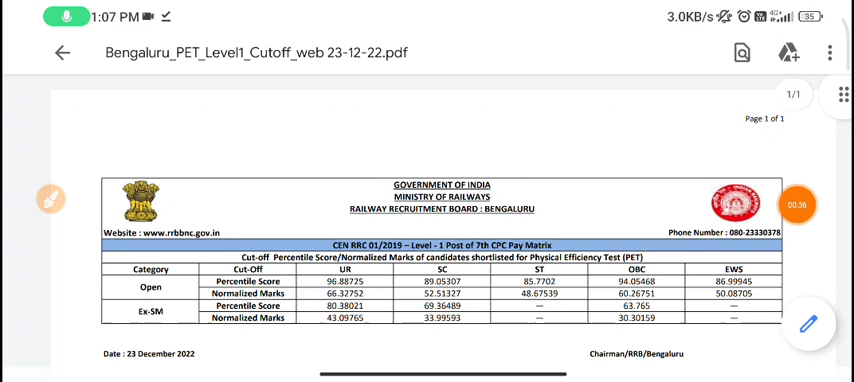 1:07 PM 3.0KB/s 4G+ 35
Bengaluru_PET_Level1_Cutoff_web 23-12-22.pdf
1/1
Page 1 of 1
GOVERNMENT OF INDIA
MINISTRY OF RAILWAYS
RAILWAY RECRUITMENT BOARD : BENGALURU
00:36
Website : www.rrbbnc.gov.in Phone Number : 080-23330378
CEN RRC 01/2019 – Level - 1 Post of 7th CPC Pay Matrix
Cut-off Percentile Score/Normalized Marks of candidates shortlisted for Physical Efficiency Test (PET)
Category Cut-Off UR SC ST OBC EWS
Open Percentile Score 96.88725 89.05307 85.7702 94.05468 86.99945
Normalized Marks 66.32752 52.51327 48.67539 60.26751 50.08705
Ex-SM Percentile Score 80.38021 69.36489 — 63.765 —
Normalized Marks 43.09765 33.99593 — 30.30159 —
Date : 23 December 2022 Chairman/RRB/Bengaluru